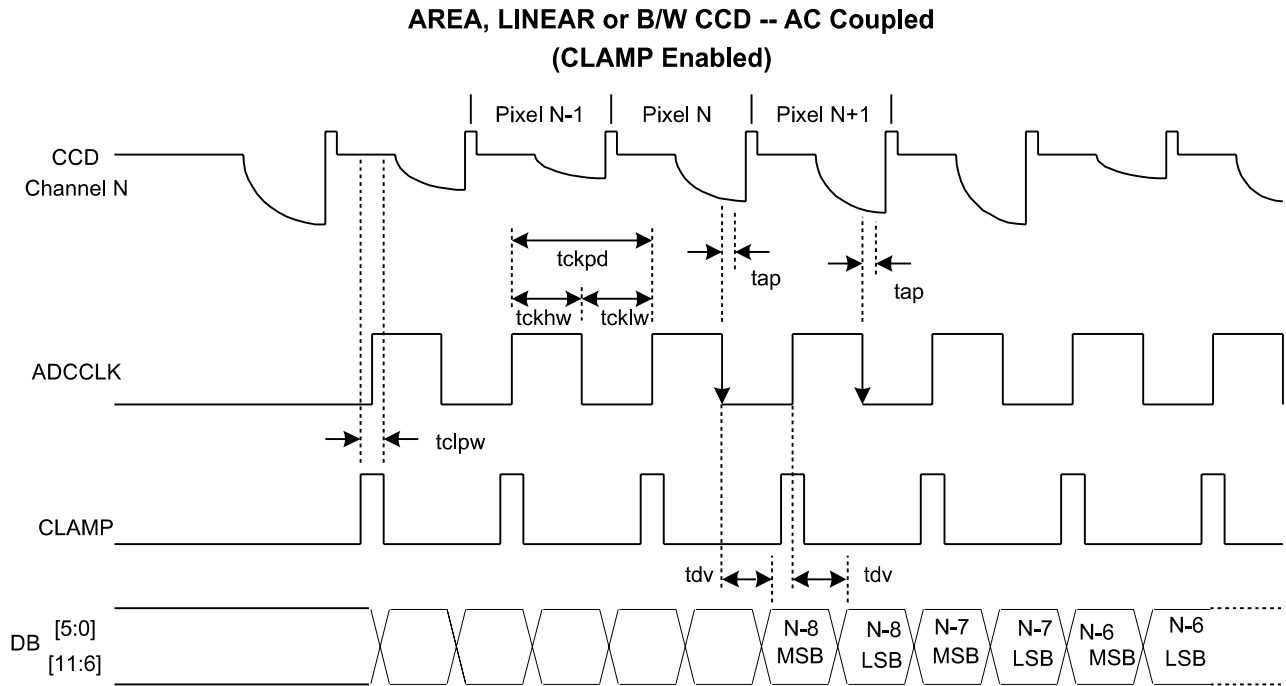 AREA, LINEAR or B/W CCD -- AC Coupled
(CLAMP Enabled)
Pixel N-1
Pixel N
Pixel N+1
CCD
Channel N
tckpd
tap
tap
tckhw
tcklw
ADCCLK
tclpw
CLAMP
tdv
tdv
DB
[5:0]
[11:6]
N-8
MSB
N-8
LSB
N-7
MSB
N-7
LSB
N-6
MSB
N-6
LSB